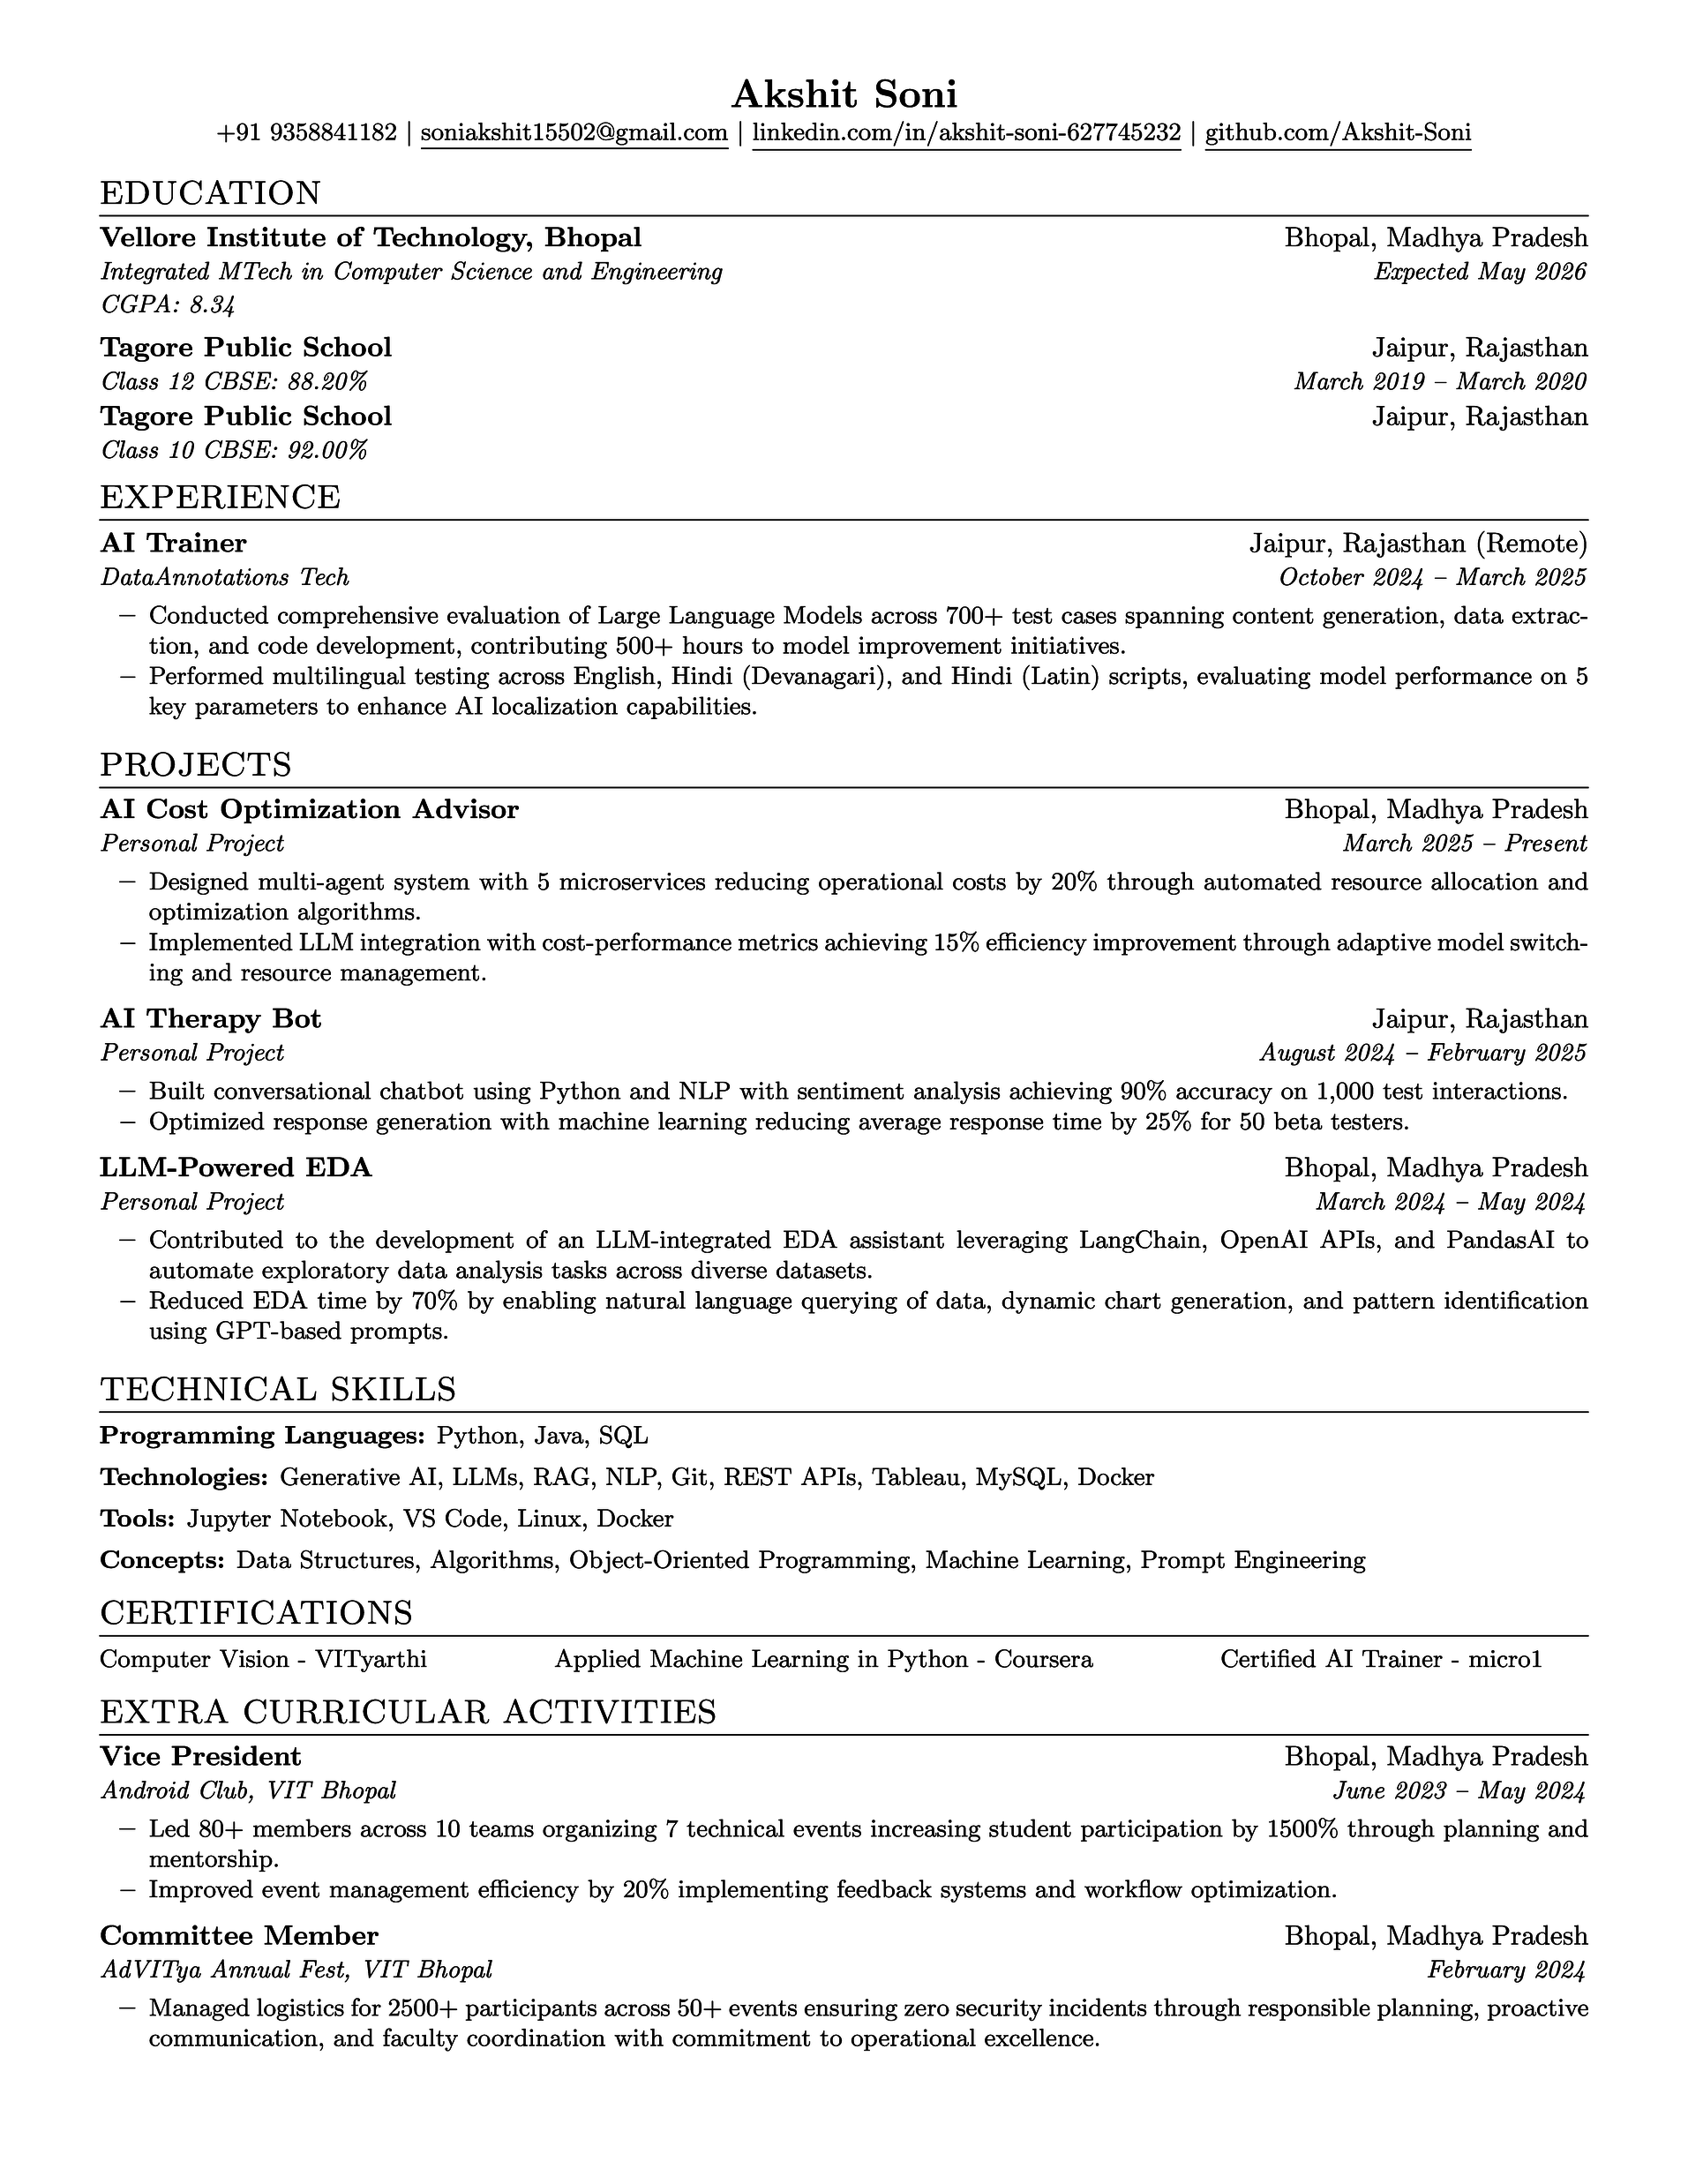 Akshit Soni
+91 9358841182 | soniakshit15502@gmail.com | linkedin.com/in/akshit-soni-627745232 | github.com/Akshit-Soni
EDUCATION
Vellore Institute of Technology, Bhopal Bhopal, Madhya Pradesh
Integrated MTech in Computer Science and Engineering Expected May 2026
CGPA: 8.34
Tagore Public School Jaipur, Rajasthan
Class 12 CBSE: 88.20% March 2019 – March 2020
Tagore Public School Jaipur, Rajasthan
Class 10 CBSE: 92.00%
EXPERIENCE
AI Trainer Jaipur, Rajasthan (Remote)
DataAnnotations Tech October 2024 – March 2025
– Conducted comprehensive evaluation of Large Language Models across 700+ test cases spanning content generation, data extrac-
tion, and code development, contributing 500+ hours to model improvement initiatives.
– Performed multilingual testing across English, Hindi (Devanagari), and Hindi (Latin) scripts, evaluating model performance on 5
key parameters to enhance AI localization capabilities.
PROJECTS
AI Cost Optimization Advisor Bhopal, Madhya Pradesh
Personal Project March 2025 – Present
– Designed multi-agent system with 5 microservices reducing operational costs by 20% through automated resource allocation and
optimization algorithms.
– Implemented LLM integration with cost-performance metrics achieving 15% efficiency improvement through adaptive model switch-
ing and resource management.
AI Therapy Bot Jaipur, Rajasthan
Personal Project August 2024 – February 2025
– Built conversational chatbot using Python and NLP with sentiment analysis achieving 90% accuracy on 1,000 test interactions.
– Optimized response generation with machine learning reducing average response time by 25% for 50 beta testers.
LLM-Powered EDA Bhopal, Madhya Pradesh
Personal Project March 2024 – May 2024
– Contributed to the development of an LLM-integrated EDA assistant leveraging LangChain, OpenAI APIs, and PandasAI to
automate exploratory data analysis tasks across diverse datasets.
– Reduced EDA time by 70% by enabling natural language querying of data, dynamic chart generation, and pattern identification
using GPT-based prompts.
TECHNICAL SKILLS
Programming Languages: Python, Java, SQL
Technologies: Generative AI, LLMs, RAG, NLP, Git, REST APIs, Tableau, MySQL, Docker
Tools: Jupyter Notebook, VS Code, Linux, Docker
Concepts: Data Structures, Algorithms, Object-Oriented Programming, Machine Learning, Prompt Engineering
CERTIFICATIONS
Computer Vision - VITyarthi Applied Machine Learning in Python - Coursera Certified AI Trainer - micro1
EXTRA CURRICULAR ACTIVITIES
Vice President Bhopal, Madhya Pradesh
Android Club, VIT Bhopal June 2023 – May 2024
– Led 80+ members across 10 teams organizing 7 technical events increasing student participation by 1500% through planning and
mentorship.
– Improved event management efficiency by 20% implementing feedback systems and workflow optimization.
Committee Member Bhopal, Madhya Pradesh
AdVITya Annual Fest, VIT Bhopal February 2024
– Managed logistics for 2500+ participants across 50+ events ensuring zero security incidents through responsible planning, proactive
communication, and faculty coordination with commitment to operational excellence.